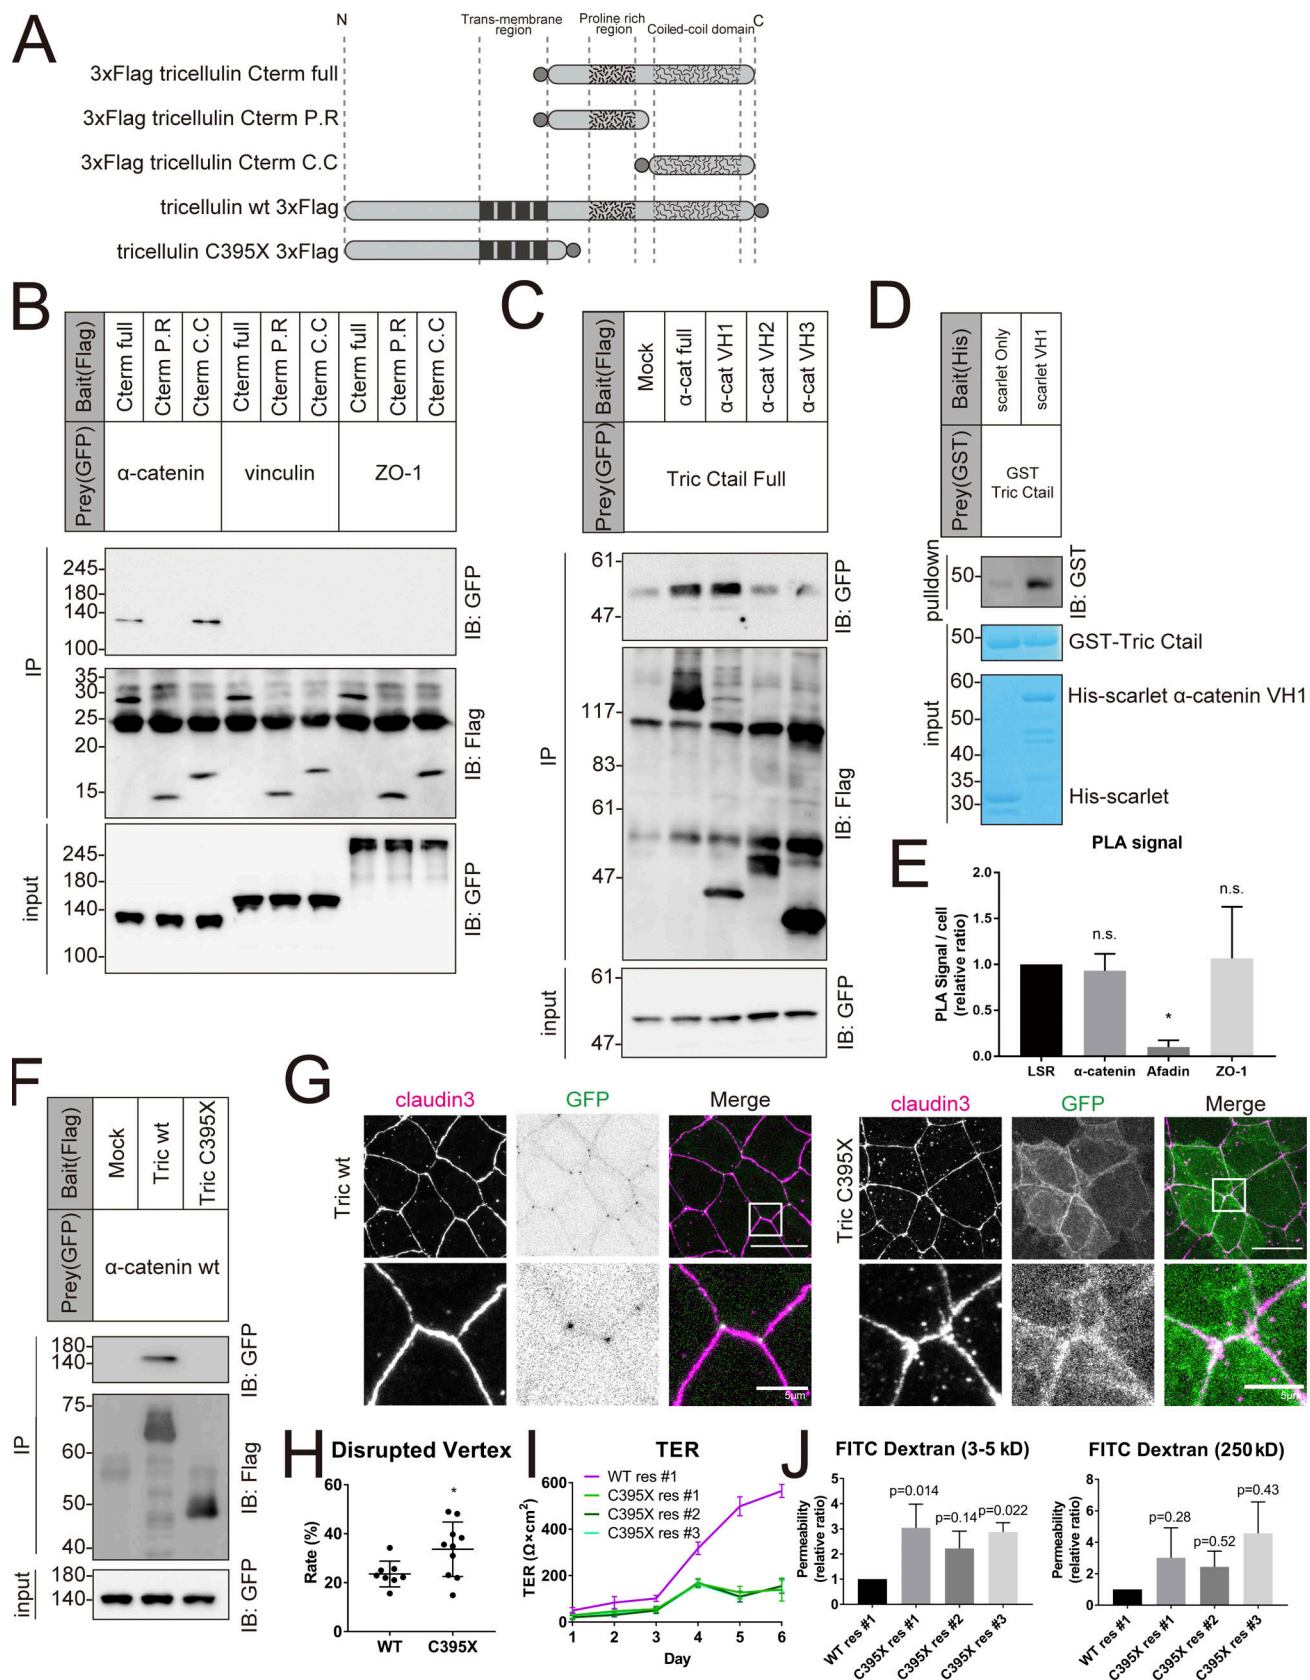 A
N
Trans-membrane
region
Proline rich
region
Coiled-coil domain
C
3xFlag tricellulin Cterm full
3xFlag tricellulin Cterm P.R
3xFlag tricellulin Cterm C.C
tricellulin wt 3xFlag
tricellulin C395X 3xFlag
B
Bait(Flag)
Cterm full
Cterm P.R
Cterm C.C
Cterm full
Cterm P.R
Cterm C.C
Cterm full
Cterm P.R
Cterm C.C
Prey(GFP)
α-catenin
vinculin
ZO-1
IP
245-
180-
140-
100-
IB: GFP
35-
30-
25-
20-
15-
IB: Flag
input
245-
180-
140-
100-
IB: GFP
C
Bait(Flag)
Mock
α-cat full
α-cat VH1
α-cat VH2
α-cat VH3
Prey(GFP)
Tric Ctail Full
IP
61-
47-
IB: GFP
117-
83-
61-
47-
IB: Flag
input
61-
47-
IB: GFP
D
Bait(His)
scarlet Only
scarlet VH1
Prey(GST)
GST
Tric Ctail
pulldown
50-
IB: GST
input
50-
GST-Tric Ctail
60-
50-
40-
35-
30-
His-scarlet α-catenin VH1
His-scarlet
E
PLA signal
PLA Signal / cell
(relative ratio)
2.0
1.5
1.0
0.5
0.0
n.s.
*
n.s.
LSR
α-catenin
Afadin
ZO-1
F
Bait(Flag)
Mock
Tric wt
Tric C395X
Prey(GFP)
α-catenin wt
IP
180-
140-
IB: GFP
75-
60-
50-
40-
IB: Flag
input
140-
IB: GFP
G
claudin3
GFP
Merge
Tric wt
5µm
claudin3
GFP
Merge
Tric C395X
5µm
H
Disrupted Vertex
Rate (%)
60
40
20
0
*
WT
C395X
I
TER
TER (Ω×cm²)
600
400
200
0
WT res #1
C395X res #1
C395X res #2
C395X res #3
1 2 3 4 5 6
Day
J
FITC Dextran (3-5 kD)
Permeability
(relative ratio)
5
4
3
2
1
0
p=0.014
p=0.14
p=0.022
WT res #1
C395X res #1
C395X res #2
C395X res #3
FITC Dextran (250kD)
Permeability
(relative ratio)
8
6
4
2
0
p=0.28
p=0.52
p=0.43
WT res #1
C395X res #1
C395X res #2
C395X res #3